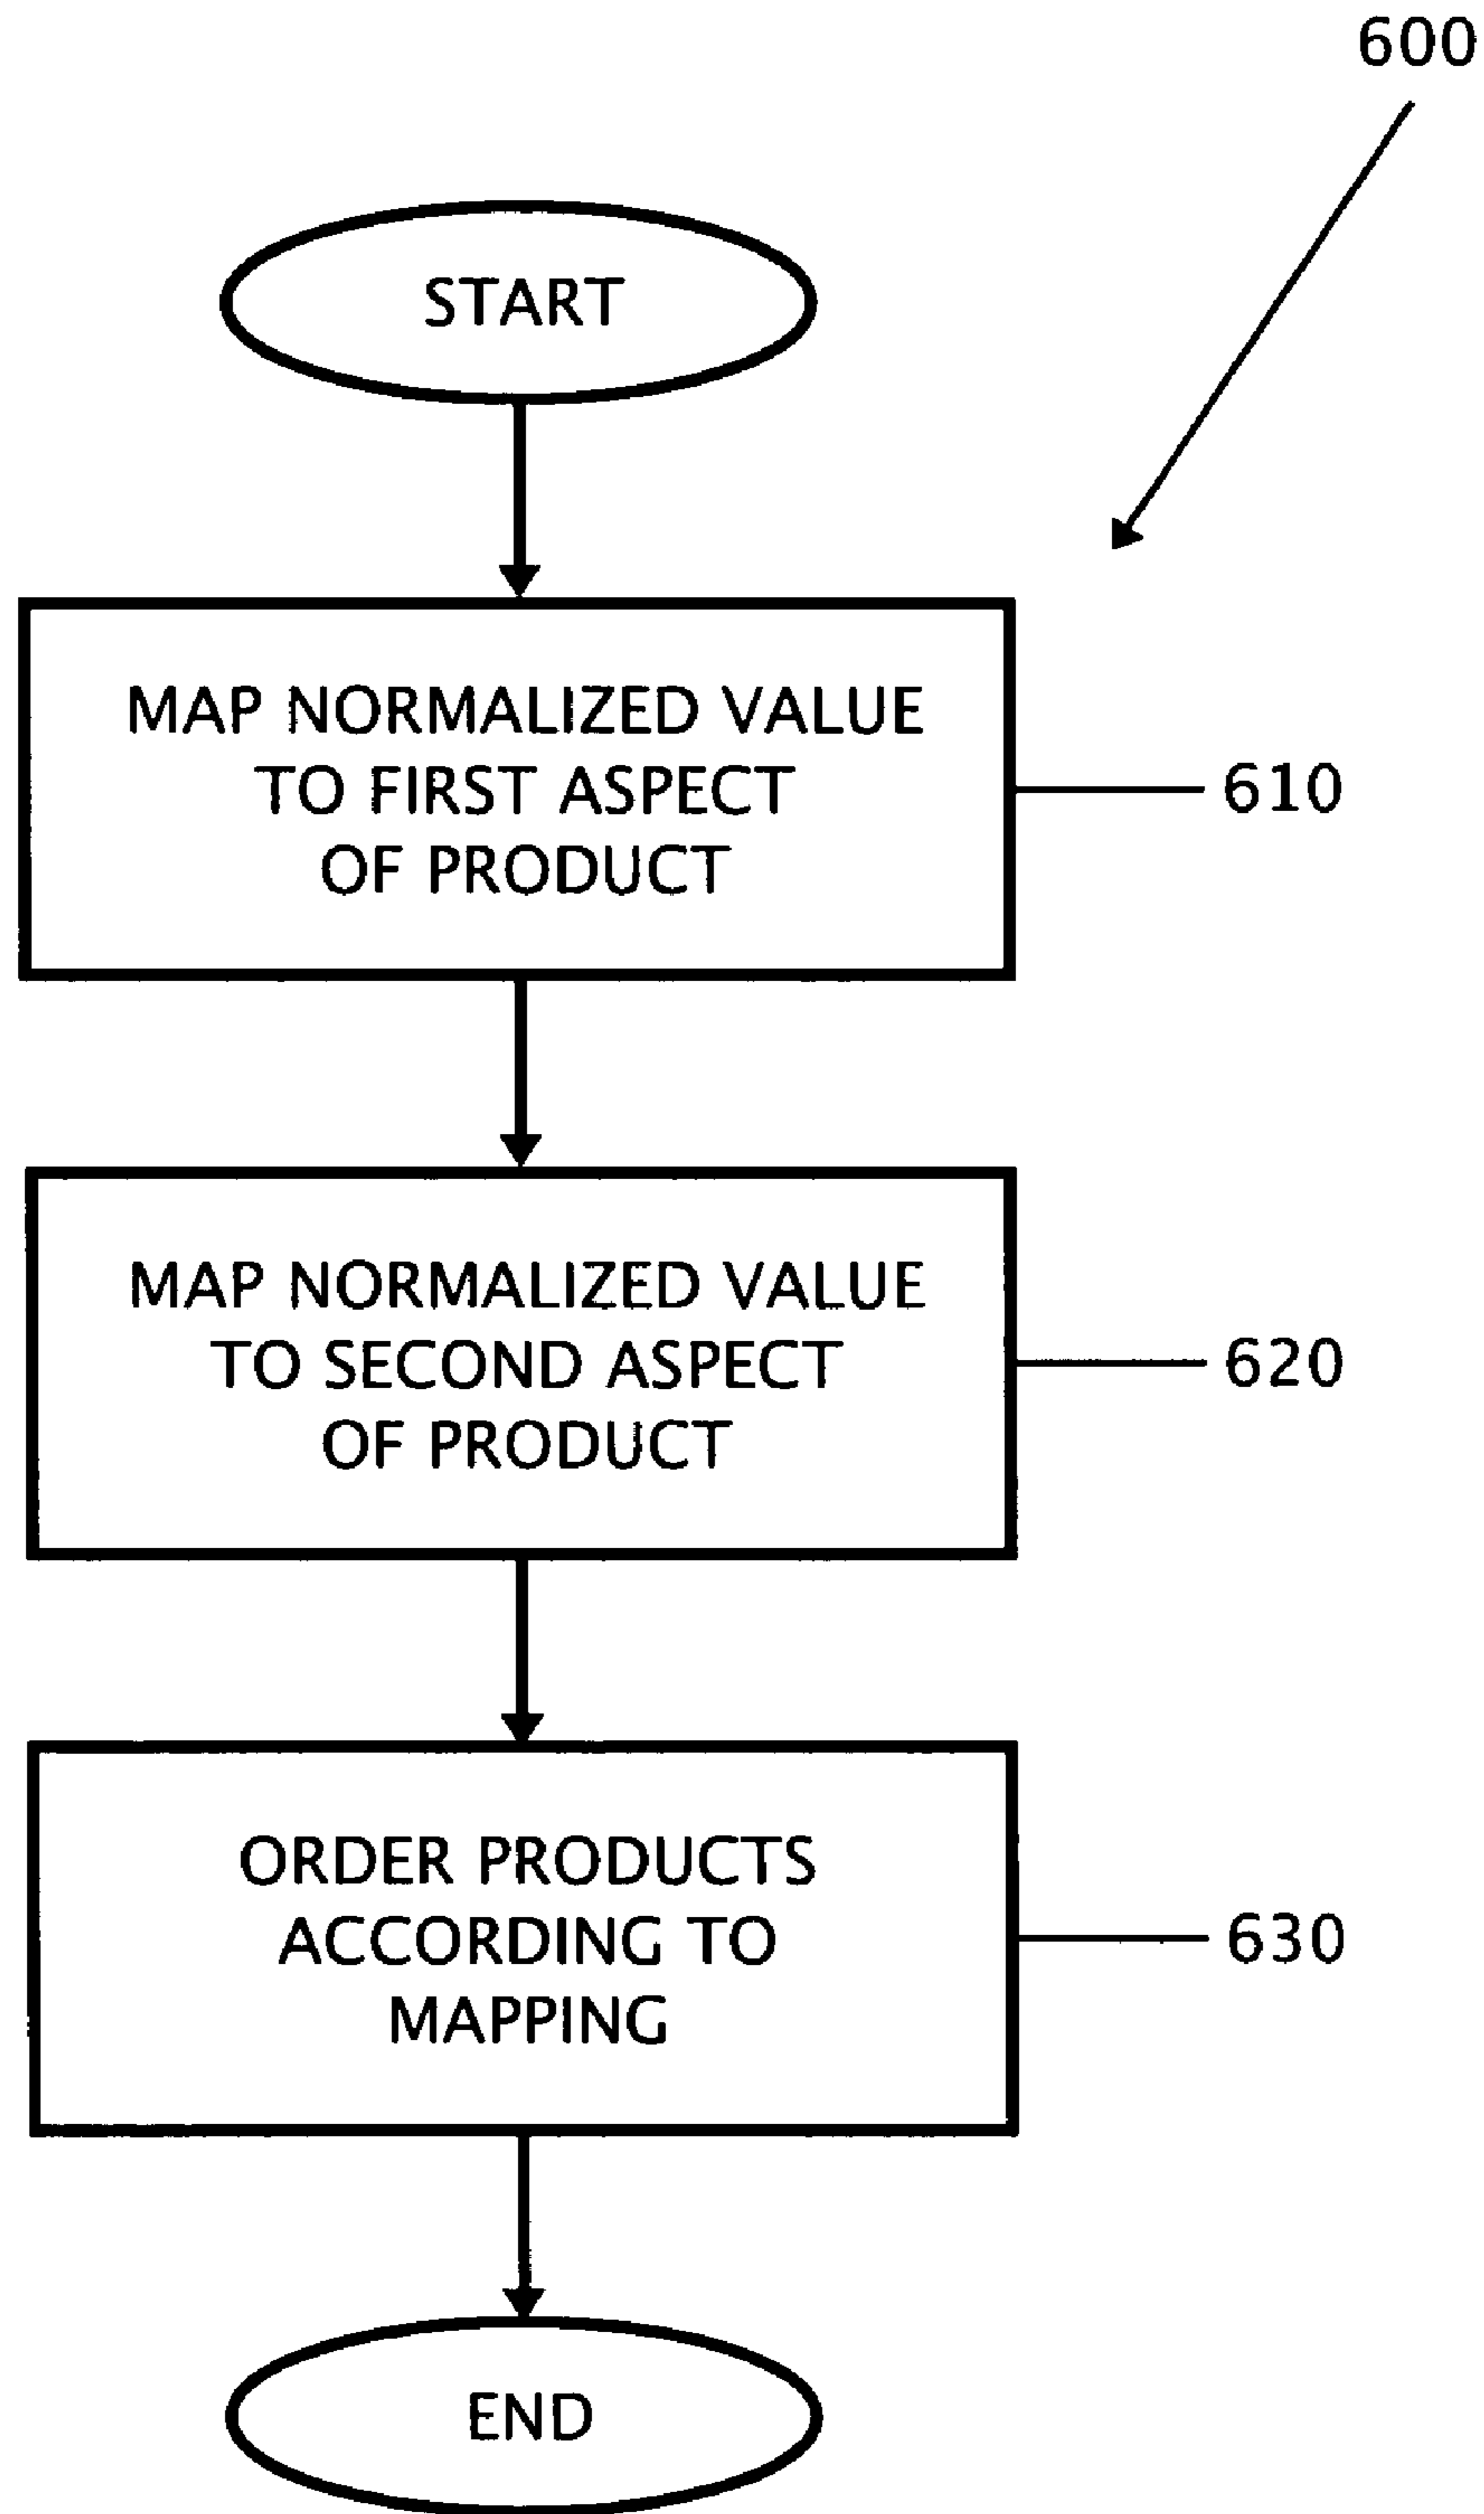 600
START
MAP NORMALIZED VALUE
TO FIRST ASPECT
OF PRODUCT
610
MAP NORMALIZED VALUE
TO SECOND ASPECT
OF PRODUCT
620
ORDER PRODUCTS
ACCORDING TO
MAPPING
630
END